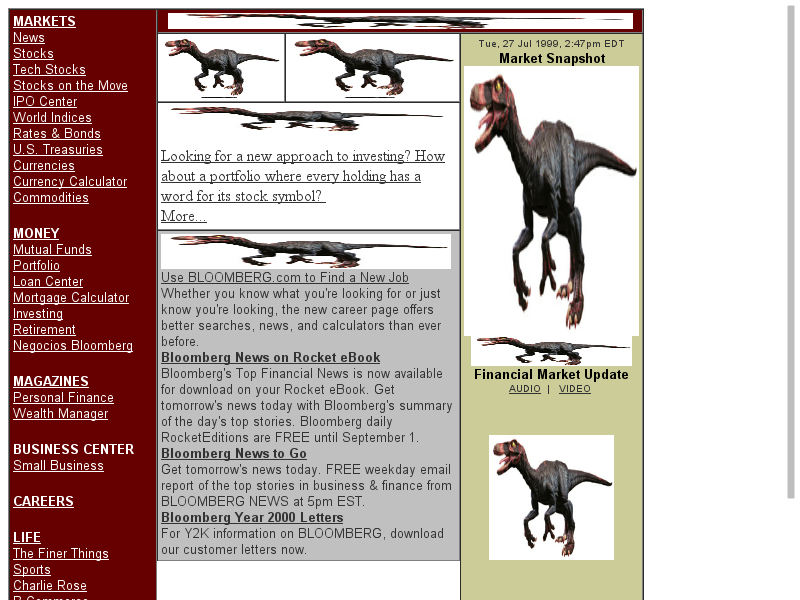 MARKETS
News
Stocks
Tech Stocks
Stocks on the Move
IPO Center
World Indices
Rates & Bonds
U.S. Treasuries
Currencies
Currency Calculator
Commodities
MONEY
Mutual Funds
Portfolio
Loan Center
Mortgage Calculator
Investing
Retirement
Negocios Bloomberg
MAGAZINES
Personal Finance
Wealth Manager
BUSINESS CENTER
Small Business
CAREERS
LIFE
The Finer Things
Sports
Charlie Rose
Looking for a new approach to investing? How
about a portfolio where every holding has a
word for its stock symbol?
More...
Use BLOOMBERG.com to Find a New Job
Whether you know what you're looking for or just
know you're looking, the new career page offers
better searches, news, and calculators than ever
before.
Bloomberg News on Rocket eBook
Bloomberg's Top Financial News is now available
for download on your Rocket eBook. Get
tomorrow's news today with Bloomberg's summary
of the day's top stories. Bloomberg daily
RocketEditions are FREE until September 1.
Bloomberg News to Go
Get tomorrow's news today. FREE weekday email
report of the top stories in business & finance from
BLOOMBERG NEWS at 5pm EST.
Bloomberg Year 2000 Letters
For Y2K information on BLOOMBERG, download
our customer letters now.
Tue, 27 Jul 1999, 2:47pm EDT
Market Snapshot
Financial Market Update
AUDIO | VIDEO